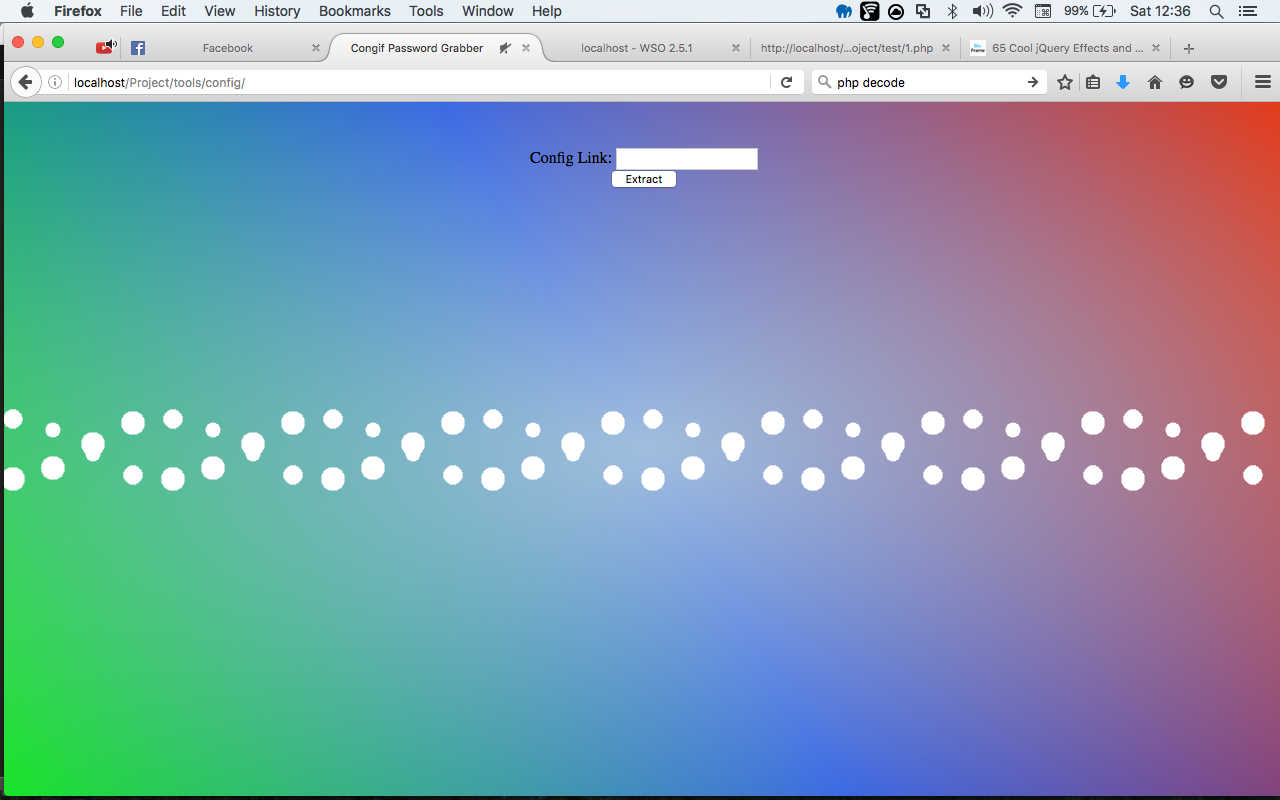 Firefox File Edit View History Bookmarks Tools Window Help 99% Sat 12:36
Facebook Congif Password Grabber localhost - WSO 2.5.1 http://localhost/...oject/test/1.php 65 Cool jQuery Effects and ...
localhost/Project/tools/config/ php decode
Config Link:
Extract